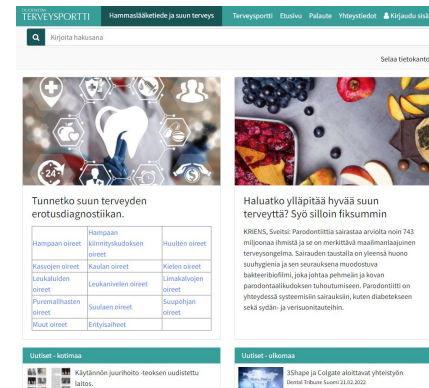 DUODECIMIN
TERVEYSPORTTI
Hammaslääketiede ja suun terveys
Terveysportti Etusivu Palaute Yhteystiedot Kirjaudu sisä
Kirjoita hakusana
Selaa tietokanto
24
Tunnetko suun terveyden
erotusdiagnostiikan.
Hampaan oireet
Hampaan
kiinnityskudoksen
oireet
Huulten oireet
Kasvojen oireet
Kaulan oireet
Kielen oireet
Leukaluiden
oireet
Leukanivelen oireet
Limakalvojen
oireet
Puremalihasten
oireet
Suulaen oireet
Suupohjan
oireet
Muut oireet
Erityisaiheet
Haluatko ylläpitää hyvää suun
terveyttä? Syö silloin fiksummin
KRIENS, Sveitsi: Parodontiittia sairastaa arviolta noin 743
miljoonaa ihmistä ja se on merkittävä maailmanlaajuinen
terveysongelma. Sairauden taustalla on yleensä huono
suuhygienia ja sen seurauksena muodostuva
bakteeribiofilmi, joka johtaa pehmeän ja kovan
parodontaalikudoksen tuhoutumiseen. Parodontiitti on
yhteydessä systeemisiin sairauksiin, kuten diabetekseen
sekä sydän- ja verisuonitauteihin.
Uutiset - kotimaa
Käytännön juurihoito -teoksen uudistettu
laitos.
Uutiset - ulkomaa
3Shape ja Colgate aloittavat yhteistyön
Dental Tribune Suomi 21.02.2022